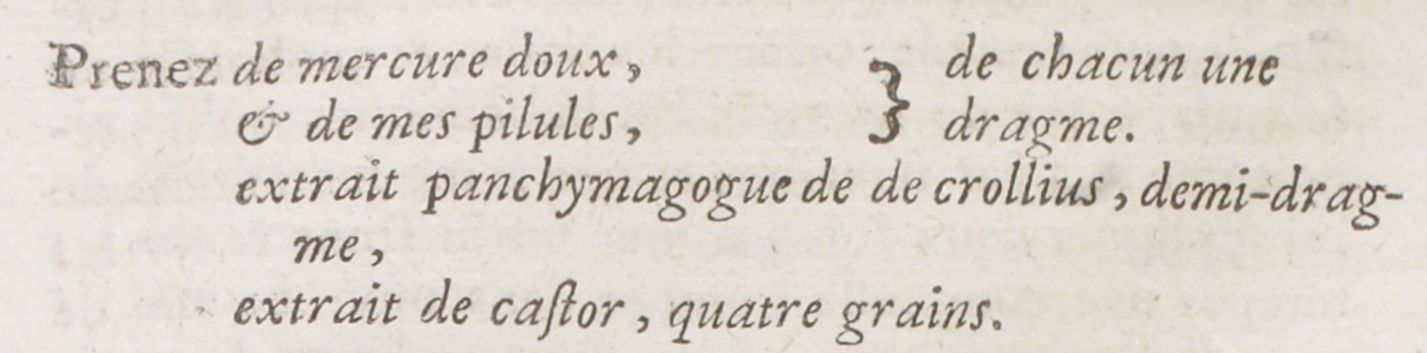 Prenez de mercure doux, } de chacun une
& de mes pilules, } dragme.
extrait panchymagogue de de crollius, demi-drag-
me,
extrait de caſtor, quatre grains.